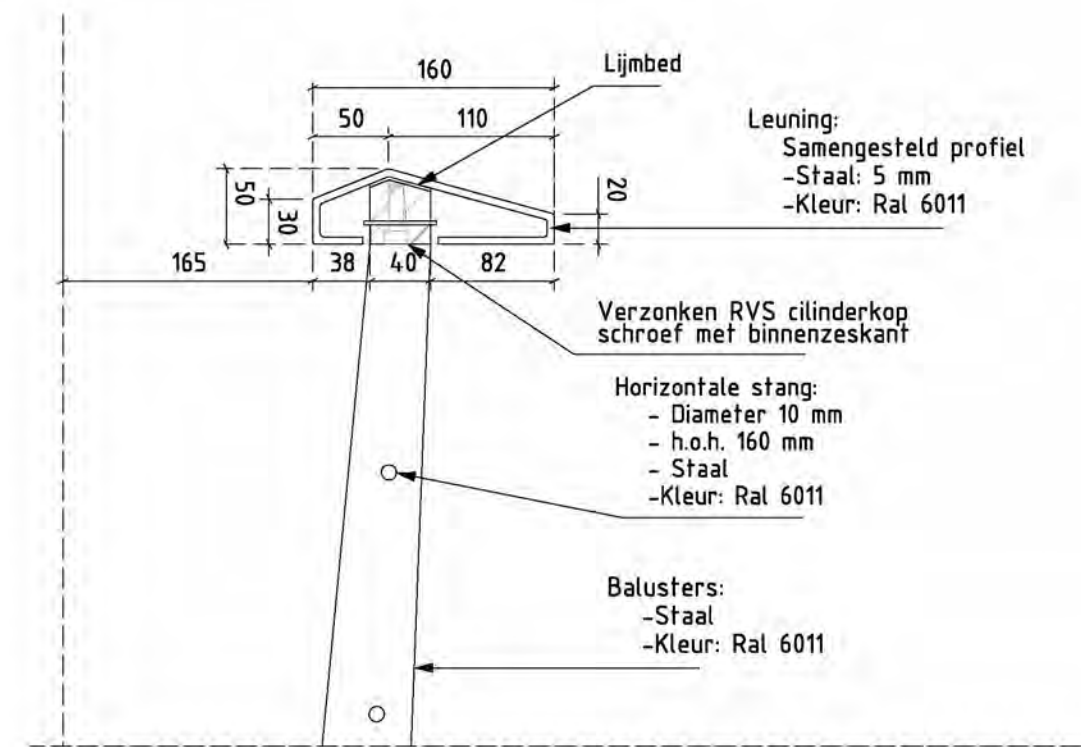 160
Lijmbed
50
110
Leuning:
Samengesteld profiel
-Staal: 5 mm
-Kleur: Ral 6011
50
30
20
165
38
40
82
Verzonken RVS cilinderkop
schroef met binnenzeskant
Horizontale stang:
- Diameter 10 mm
- h.o.h. 160 mm
- Staal
-Kleur: Ral 6011
Balusters:
-Staal
-Kleur: Ral 6011